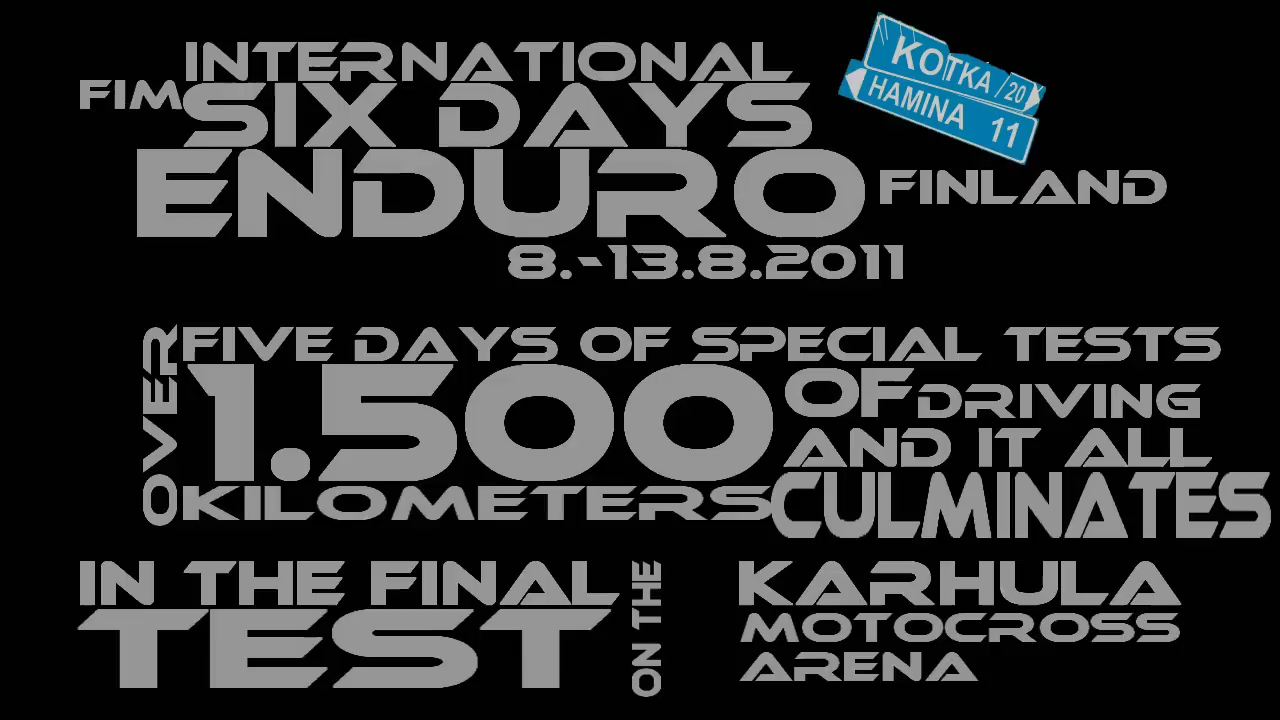 INTERNATIONAL
FIM SIX DAYS
ENDURO FINLAND
8.-13.8.2011
KOTKA /20
HAMINA 11
FIVE DAYS OF SPECIAL TESTS
OVER 1.500 KILOMETERS
OF DRIVING
AND IT ALL
CULMINATES
IN THE FINAL
TEST
ON THE
KARHULA
MOTOCROSS
ARENA